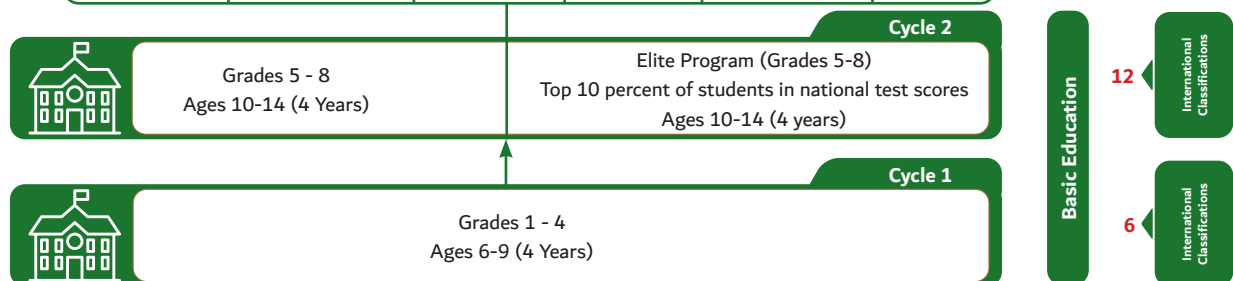 Cycle 2
Grades 5 - 8
Ages 10-14 (4 Years)
Elite Program (Grades 5-8)
Top 10 percent of students in national test scores
Ages 10-14 (4 years)
Cycle 1
Grades 1 - 4
Ages 6-9 (4 Years)
Basic Education
12
International
Classifications
6
International
Classifications